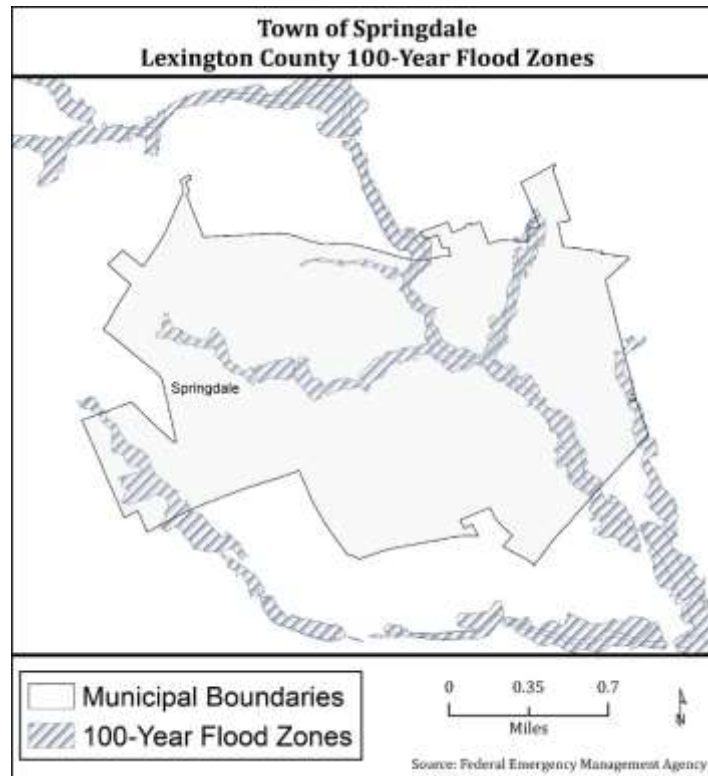 Town of Springdale
Lexington County 100-Year Flood Zones
Springdale
Municipal Boundaries
100-Year Flood Zones
0 0.35 0.7
Miles
N
Source: Federal Emergency Management Agency